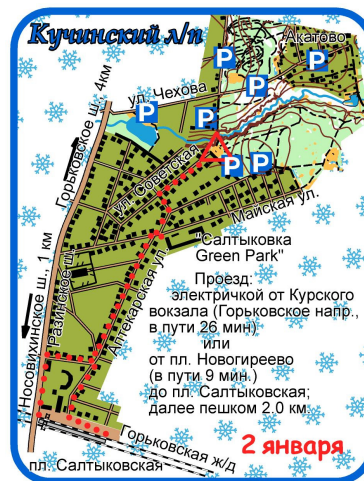 Кучинский л/п
P
P
P
Акатово
P
ул. Чехова
P
P
Горьковское ш., 4км
ул. Советская
P
P
Майская ул.
"Салтыковка
Green Park"
Носовихинское ш., 1 км
Разинское ш.
Аптекарская ул.
Проезд:
электричкой от Курского
вокзала (Горьковское напр.,
в пути 26 мин)
или
от пл. Новогиреево
(в пути 9 мин.)
до пл. Салтыковская;
далее пешком 2,0 км.
2 января
Горьковская ж/д
пл. Салтыковская